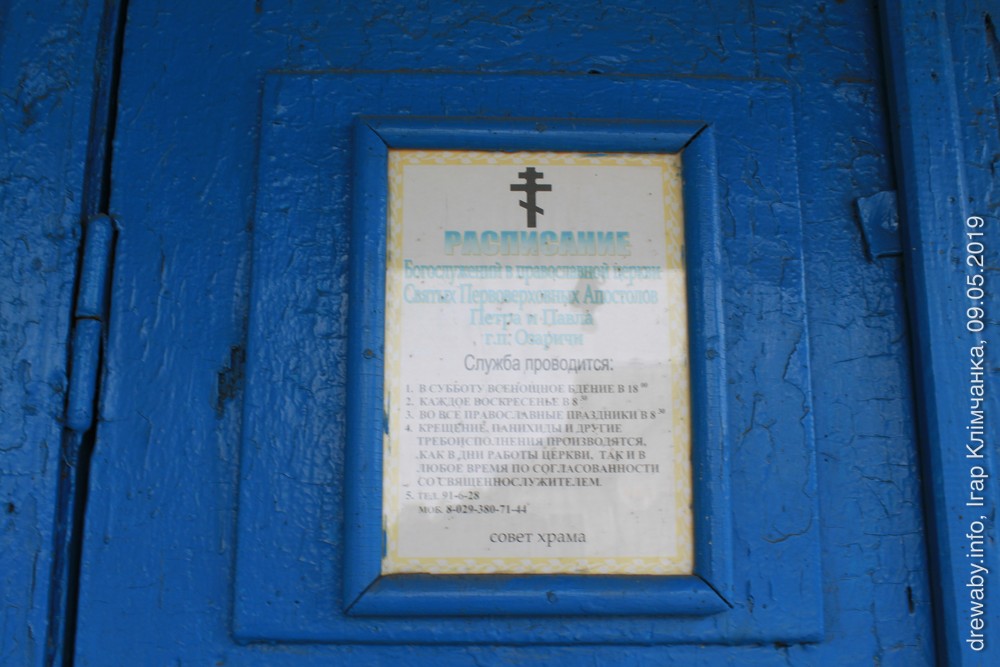 РАСПИСАНИЕ
Богослужений в православной церкви
Святых Первоверховных Апостолов
Петра и Павла
г.п. Озаричи
Служба проводится:
1. В СУББОТУ ВСЕНОЩНОЕ БДЕНИЕ В 18 00
2. КАЖДОЕ ВОСКРЕСЕНЬЕ В 8 30
3. ВО ВСЕ ПРАВОСЛАВНЫЕ ПРАЗДНИКИ В 8 30
4. КРЕЩЕНИЕ, ПАНИХИДЫ И ДРУГИЕ
ТРЕБОИСПОЛНЕНИЯ ПРОИЗВОДЯТСЯ,
КАК В ДНИ РАБОТЫ ЦЕРКВИ, ТАК И В
ЛЮБОЕ ВРЕМЯ ПО СОГЛАСОВАННОСТИ
СО СВЯЩЕННОСЛУЖИТЕЛЕМ.
5. ТЕЛ. 91-6-28
МОБ. 8-029-380-71-44
совет храма
drewaby.info, Ігар Клімчанка, 09.05.2019